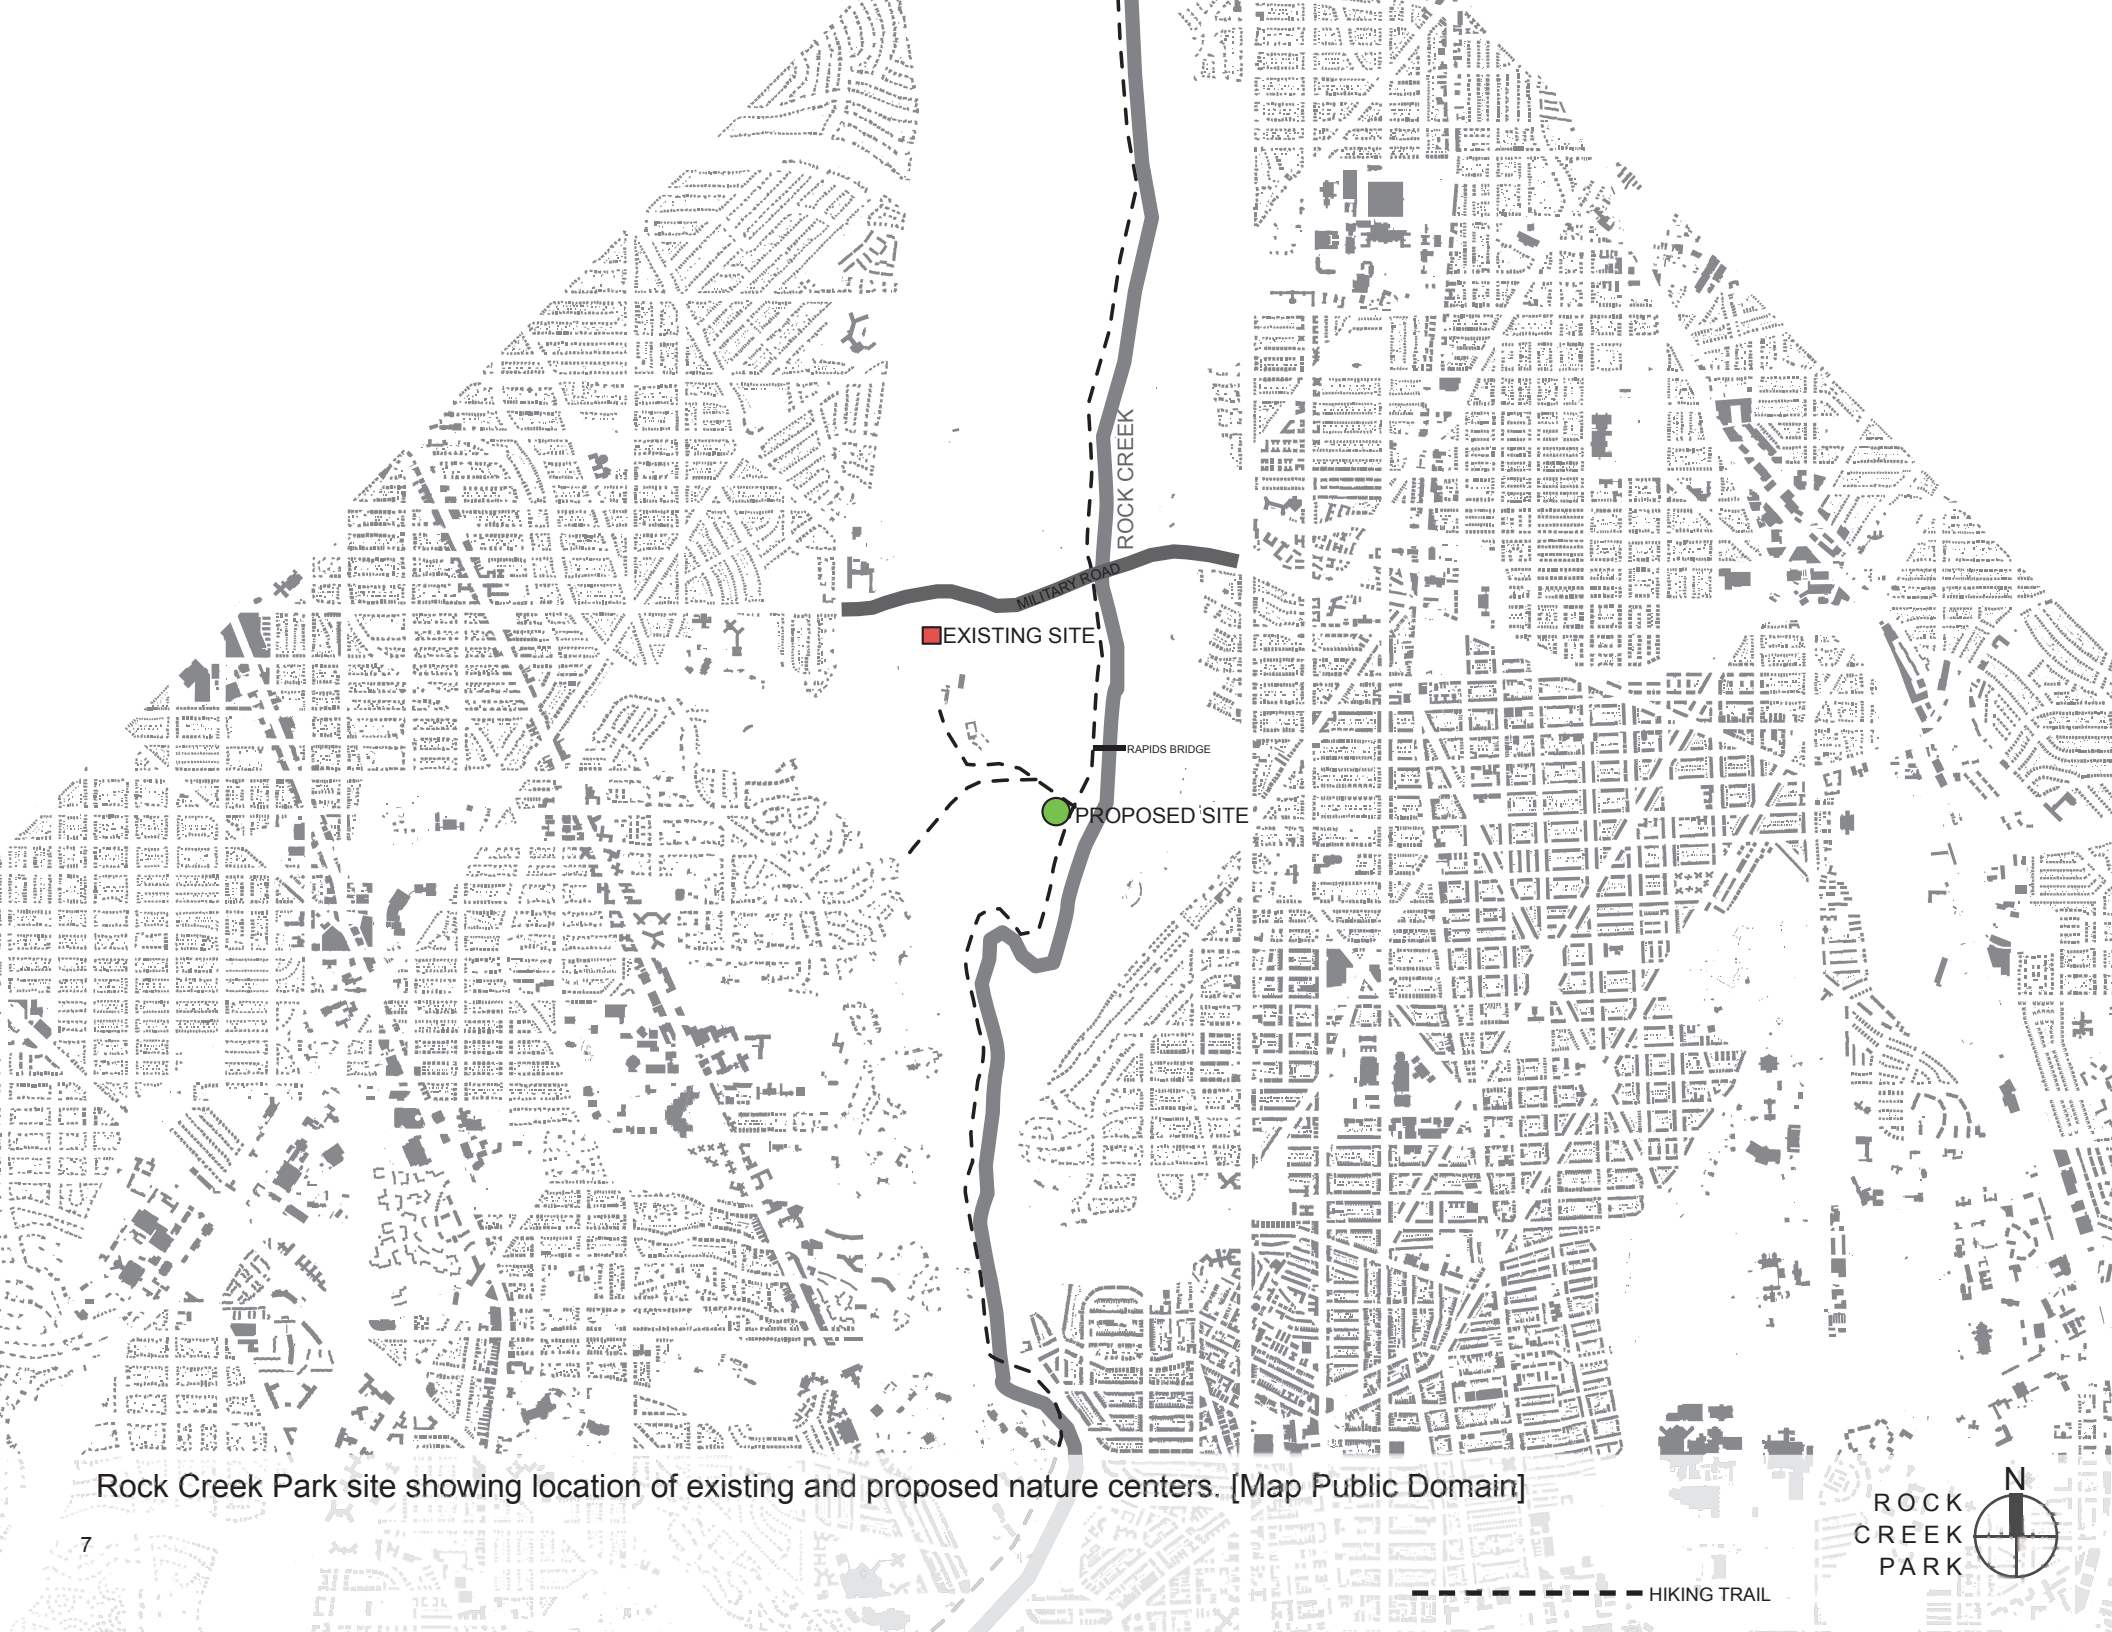 ROCK CREEK
MILITARY ROAD
EXISTING SITE
RAPIDS BRIDGE
PROPOSED SITE
Rock Creek Park site showing location of existing and proposed nature centers. [Map Public Domain]
7
N
ROCK
CREEK
PARK
HIKING TRAIL